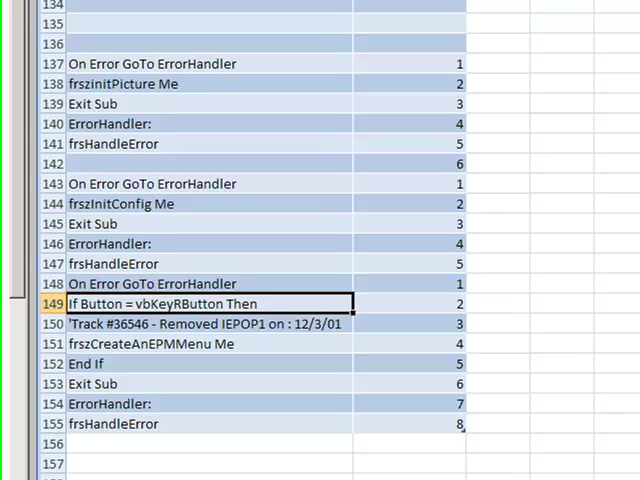 134
135
136
137 On Error GoTo ErrorHandler 1
138 frszinitPicture Me 2
139 Exit Sub 3
140 ErrorHandler: 4
141 frsHandleError 5
142 6
143 On Error GoTo ErrorHandler 1
144 frszInitConfig Me 2
145 Exit Sub 3
146 ErrorHandler: 4
147 frsHandleError 5
148 On Error GoTo ErrorHandler 1
149 If Button = vbKeyRButton Then 2
150 'Track #36546 - Removed IEPOP1 on : 12/3/01 3
151 frszCreateAnEPMMenu Me 4
152 End If 5
153 Exit Sub 6
154 ErrorHandler: 7
155 frsHandleError 8
156
157